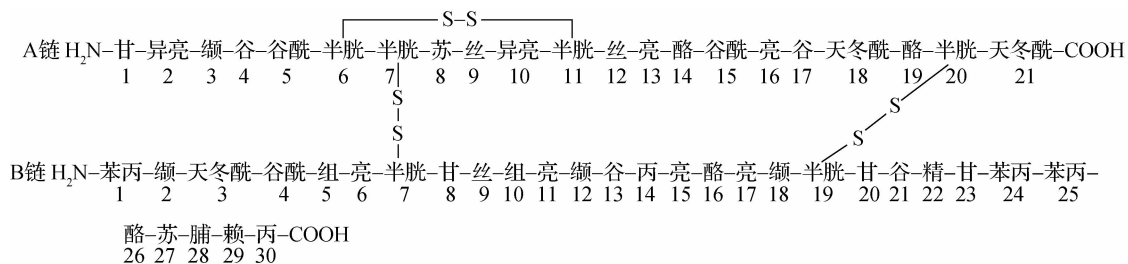 S–S
A链 H₂N–甘–异亮–缬–谷–谷酰–半胱–半胱–苏–丝–异亮–半胱–丝–亮–酪–谷酰–亮–谷–天冬酰–酪–半胱–天冬酰–COOH
1 2 3 4 5 6 7 8 9 10 11 12 13 14 15 16 17 18 19 20 21
S S
S S
B链 H₂N–苯丙–缬–天冬酰–谷酰–组–亮–半胱–甘–丝–组–亮–缬–谷–丙–亮–酪–亮–缬–半胱–甘–谷–精–甘–苯丙–苯丙–
1 2 3 4 5 6 7 8 9 10 11 12 13 14 15 16 17 18 19 20 21 22 23 24 25
酪–苏–脯–赖–丙–COOH
26 27 28 29 30